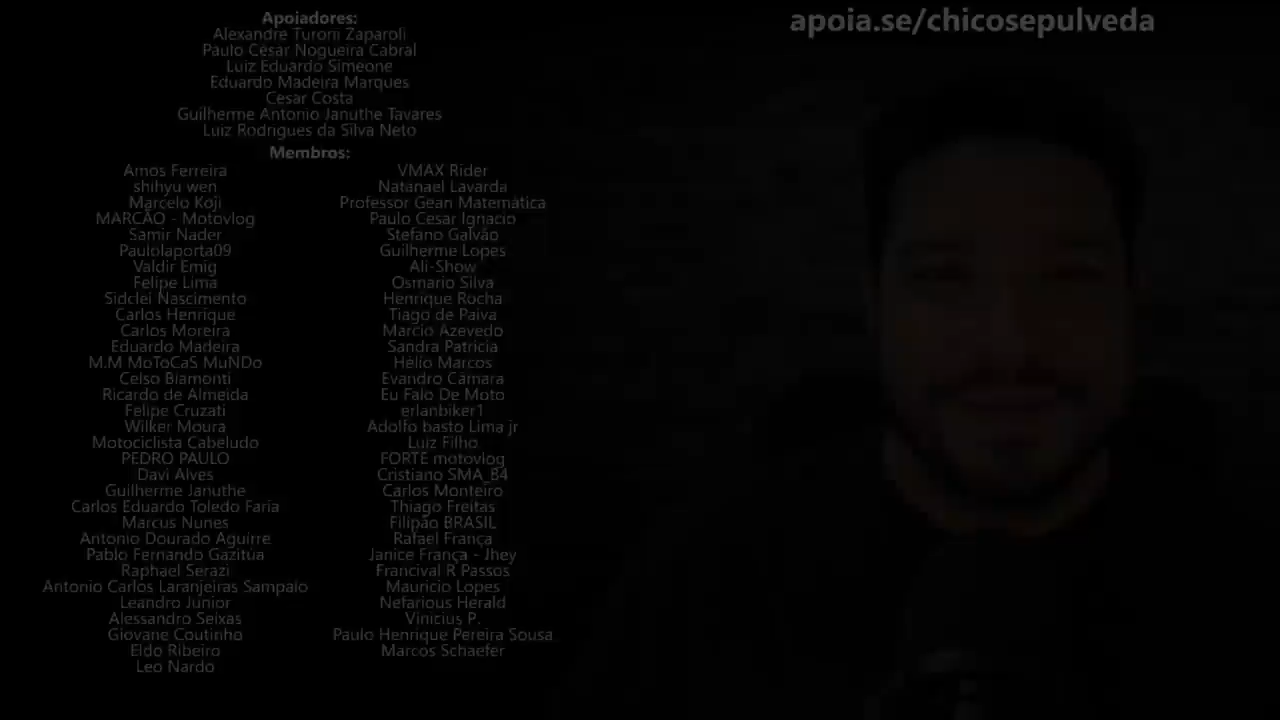 Apoiadores:
Alexandre Turoni Zaparoli
Paulo César Nogueira Cabral
Luiz Eduardo Simeone
Eduardo Madeira Marques
Cesar Costa
Guilherme Antonio Januthe Tavares
Luiz Rodrigues da Silva Neto
Membros:
Amos Ferreira
shihyu wen
Marcelo Koji
MARCÃO - Motovlog
Samir Nader
Paulolaporta09
Valdir Emig
Felipe Lima
Sidclei Nascimento
Carlos Henrique
Carlos Moreira
Eduardo Madeira
M.M MoToCaS MuNDo
Celso Biamonti
Ricardo de Almeida
Felipe Cruzati
Wilker Moura
Motociclista Cabeludo
PEDRO PAULO
Davi Alves
Guilherme Januthe
Carlos Eduardo Toledo Faria
Marcus Nunes
Antonio Dourado Aguirre
Pablo Fernando Gazitúa
Raphael Serazi
Antonio Carlos Laranjeiras Sampaio
Leandro Junior
Alessandro Seixas
Giovane Coutinho
Eldo Ribeiro
Leo Nardo
VMAX Rider
Natanael Lavarda
Professor Gean Matemática
Paulo Cesar Ignacio
Stefano Galvão
Guilherme Lopes
Ali-Show
Osmario Silva
Henrique Rocha
Tiago de Paiva
Marcio Azevedo
Sandra Patricia
Hélio Marcos
Evandro Câmara
Eu Falo De Moto
erlanbiker1
Adolfo basto Lima jr
Luiz Filho
FORTE motovlog
Cristiano SMA_B4
Carlos Monteiro
Thiago Freitas
Filipão BRASIL
Rafael França
Janice França - Jhey
Francival R Passos
Mauricio Lopes
Nefarious Herald
Vinicius P.
Paulo Henrique Pereira Sousa
Marcos Schaefer
apoia.se/chicosepulveda